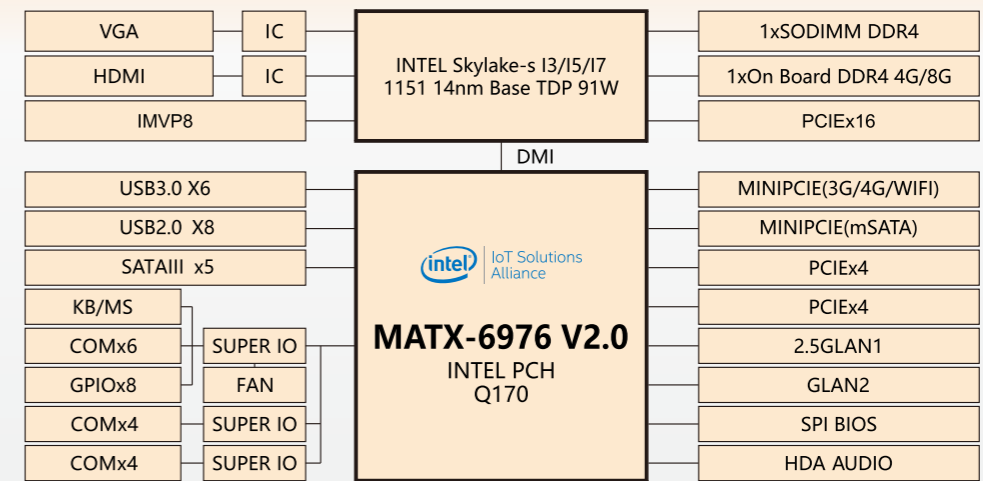 VGA
IC
HDMI
IC
IMVP8
INTEL Skylake-s I3/I5/I7
1151 14nm Base TDP 91W
1xSODIMM DDR4
1xOn Board DDR4 4G/8G
PCIEx16
DMI
USB3.0 X6
USB2.0 X8
SATAIII x5
KB/MS
COMx6
SUPER IO
GPIOx8
FAN
COMx4
SUPER IO
COMx4
SUPER IO
intel
IoT Solutions
Alliance
MATX-6976 V2.0
INTEL PCH
Q170
MINIPCIE(3G/4G/WIFI)
MINIPCIE(mSATA)
PCIEx4
PCIEx4
2.5GLAN1
GLAN2
SPI BIOS
HDA AUDIO